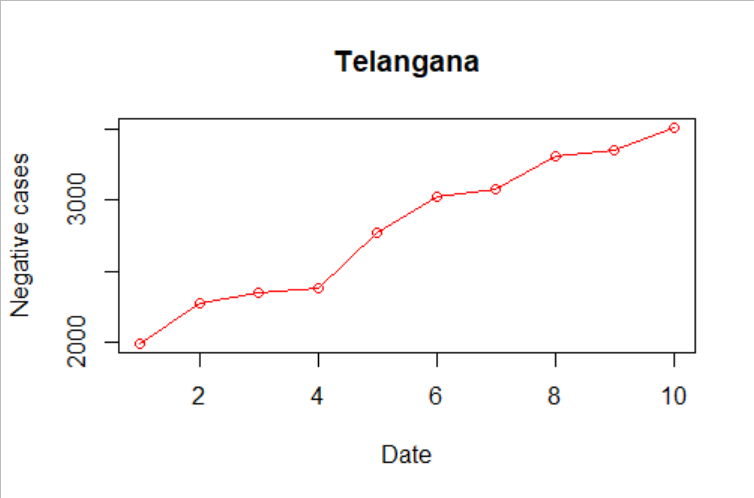 Telangana
Negative cases
3000
2000
2 4 6 8 10
Date